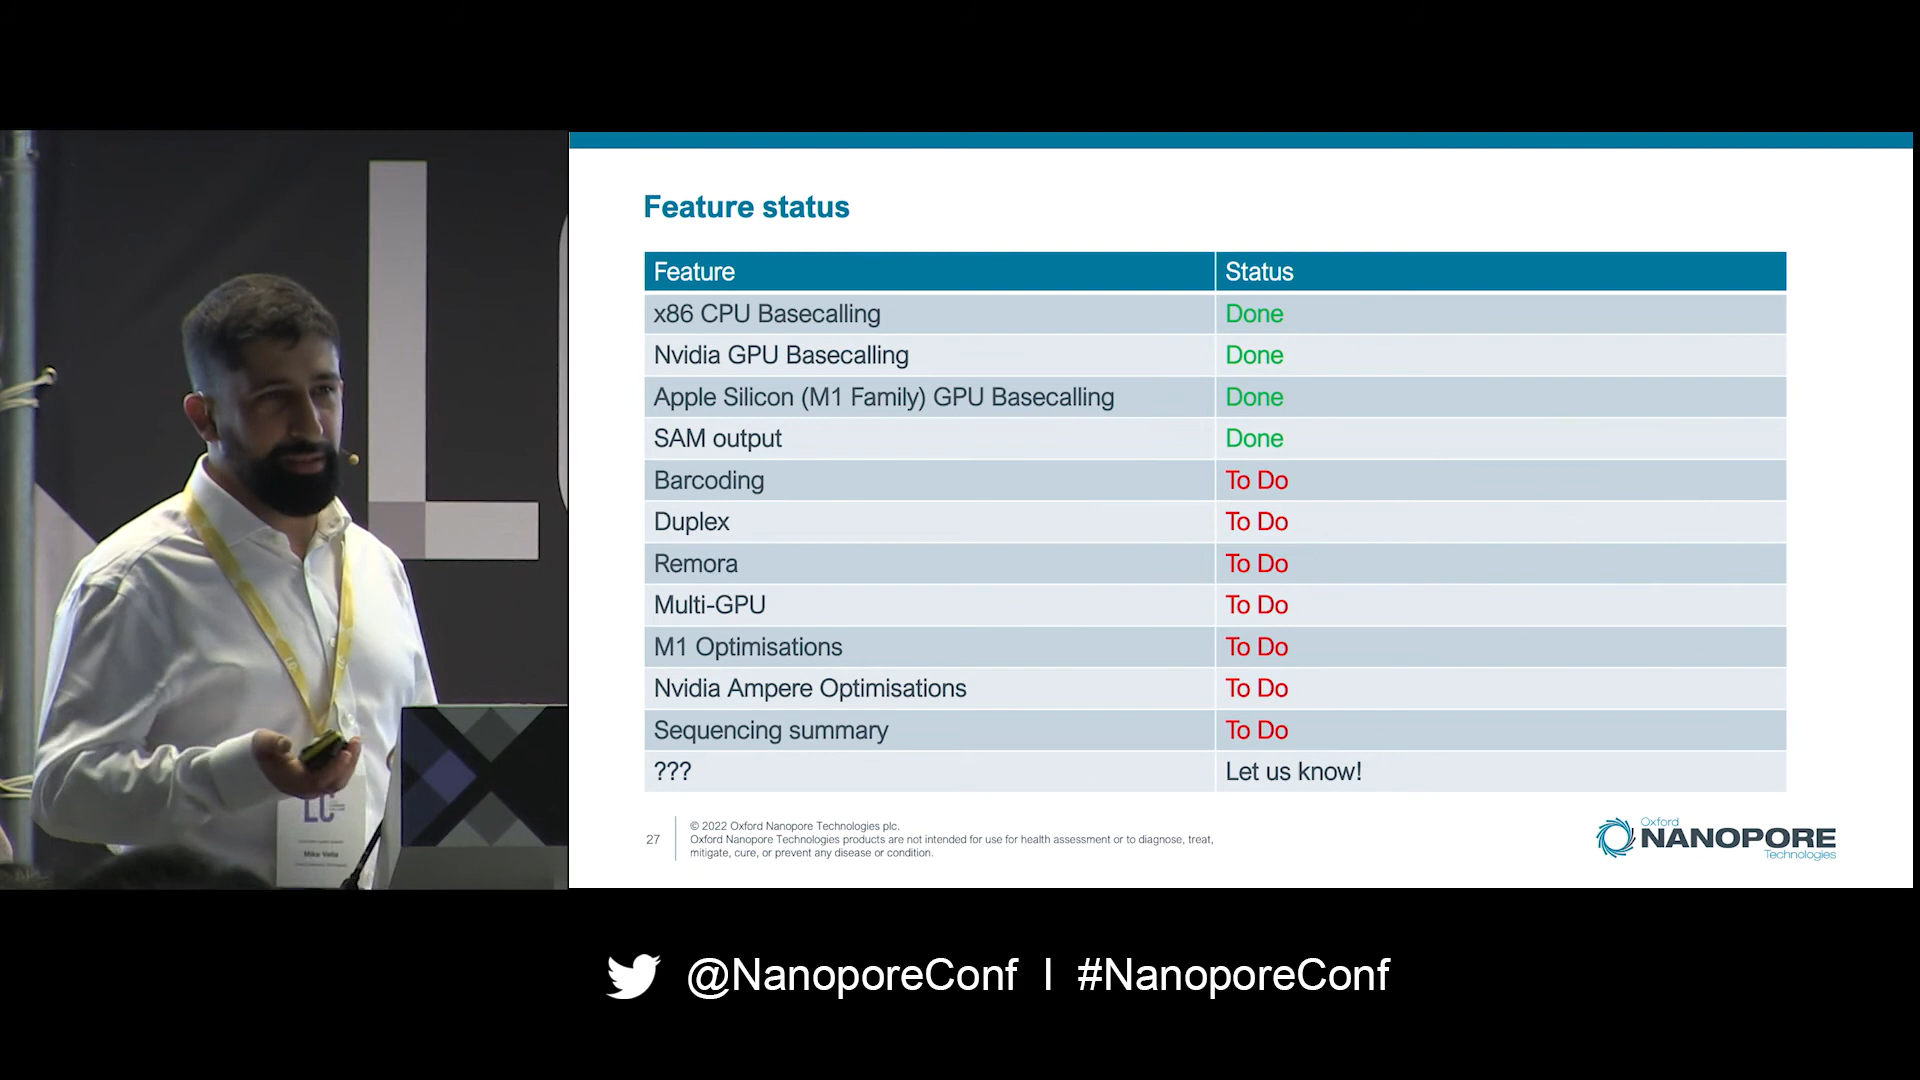 Feature status
Feature Status
x86 CPU Basecalling Done
Nvidia GPU Basecalling Done
Apple Silicon (M1 Family) GPU Basecalling Done
SAM output Done
Barcoding To Do
Duplex To Do
Remora To Do
Multi-GPU To Do
M1 Optimisations To Do
Nvidia Ampere Optimisations To Do
Sequencing summary To Do
??? Let us know!
27
© 2022 Oxford Nanopore Technologies plc.
Oxford Nanopore Technologies products are not intended for use for health assessment or to diagnose, treat,
mitigate, cure, or prevent any disease or condition.
Oxford
NANOPORE
Technologies
LC
Mike Vella
@NanoporeConf | #NanoporeConf